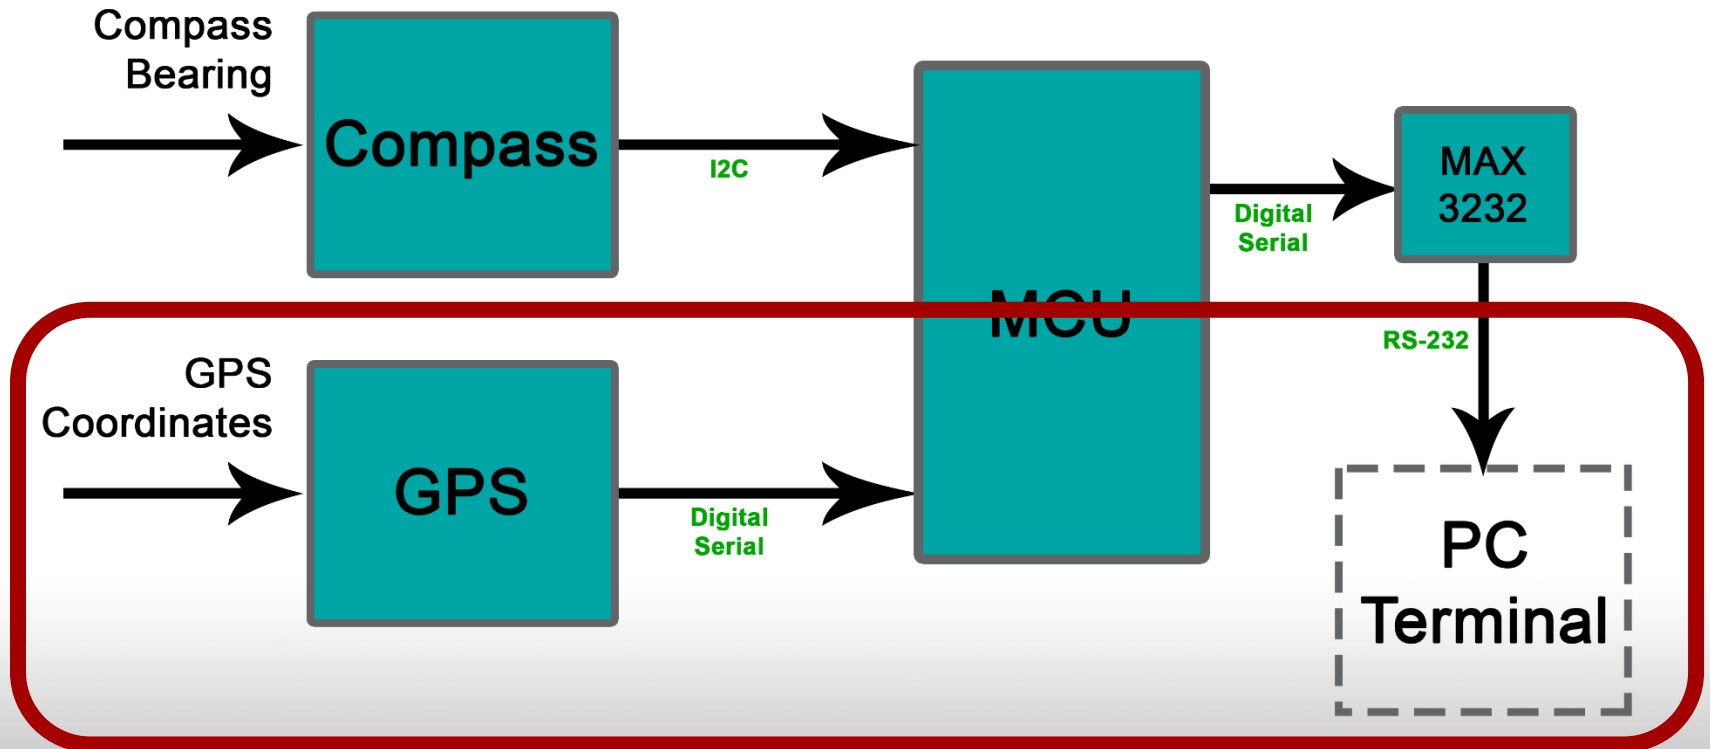 Compass
Bearing
Compass
I2C
MCU
Digital
Serial
MAX
3232
RS-232
GPS
Coordinates
GPS
Digital
Serial
PC
Terminal